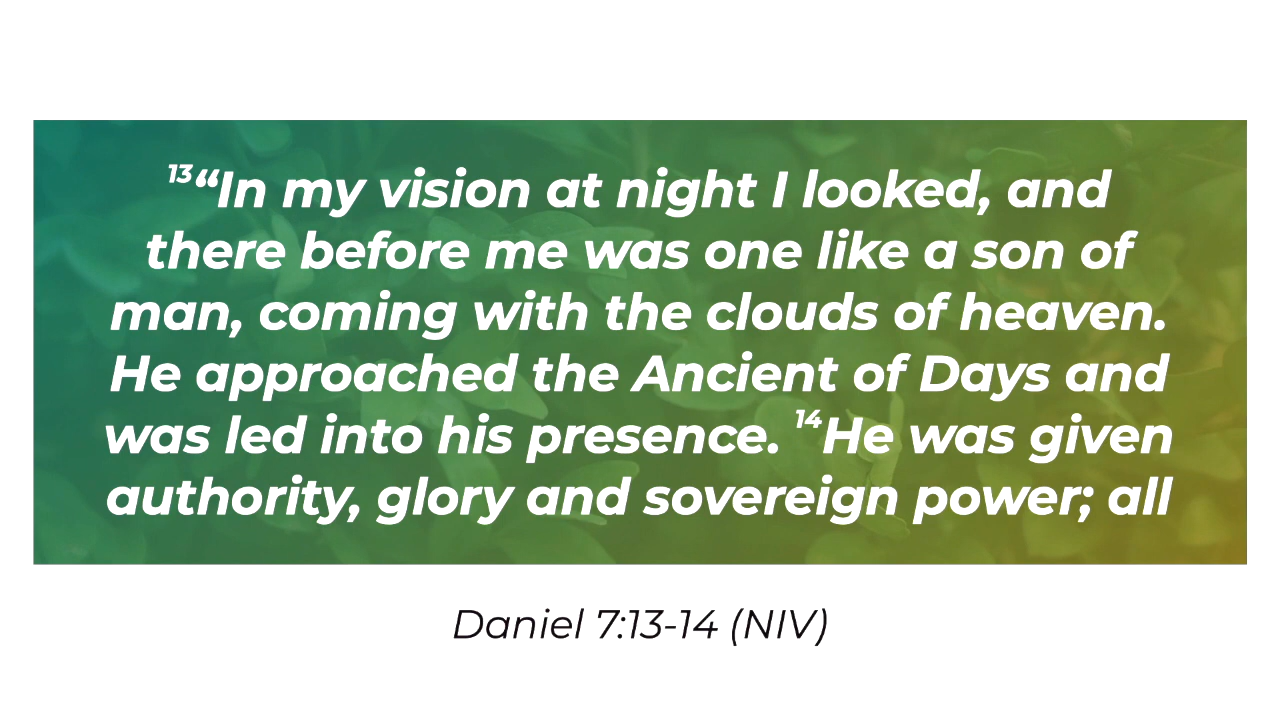 ¹³“In my vision at night I looked, and
there before me was one like a son of
man, coming with the clouds of heaven.
He approached the Ancient of Days and
was led into his presence. ¹⁴He was given
authority, glory and sovereign power; all
Daniel 7:13-14 (NIV)